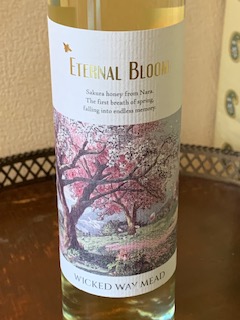 ETERNAL BLOOM
Sakura honey from Nara.
The first breath of spring,
falling into endless memory.
WICKED WAY MEAD